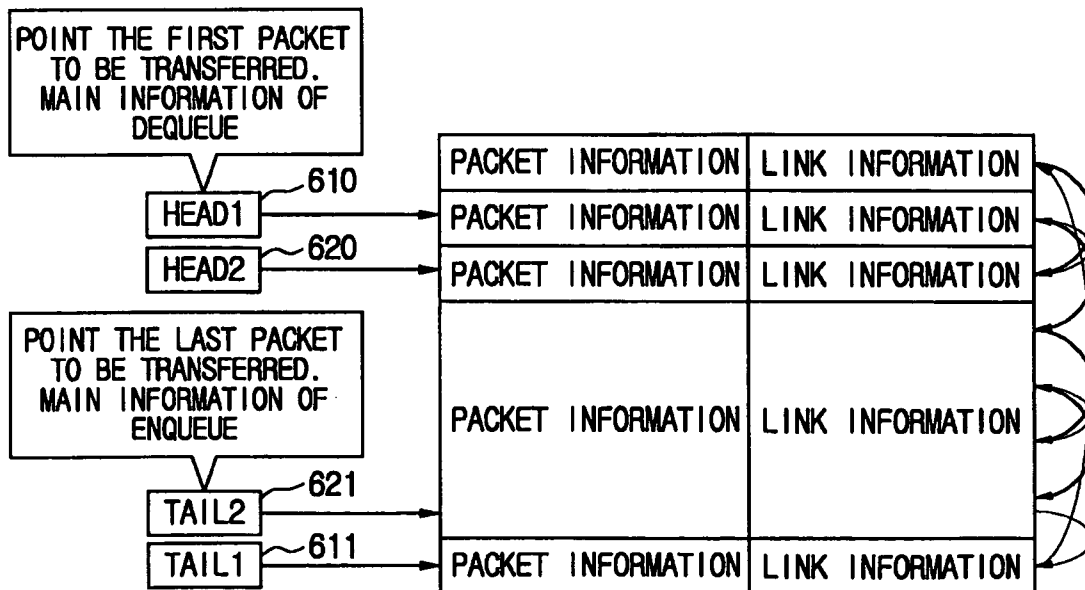 POINT THE FIRST PACKET
TO BE TRANSFERRED.
MAIN INFORMATION OF
DEQUEUE
610
HEAD1
620
HEAD2
POINT THE LAST PACKET
TO BE TRANSFERRED.
MAIN INFORMATION OF
ENQUEUE
621
TAIL2
611
TAIL1
PACKET INFORMATION LINK INFORMATION
PACKET INFORMATION LINK INFORMATION
PACKET INFORMATION LINK INFORMATION
PACKET INFORMATION LINK INFORMATION
PACKET INFORMATION LINK INFORMATION